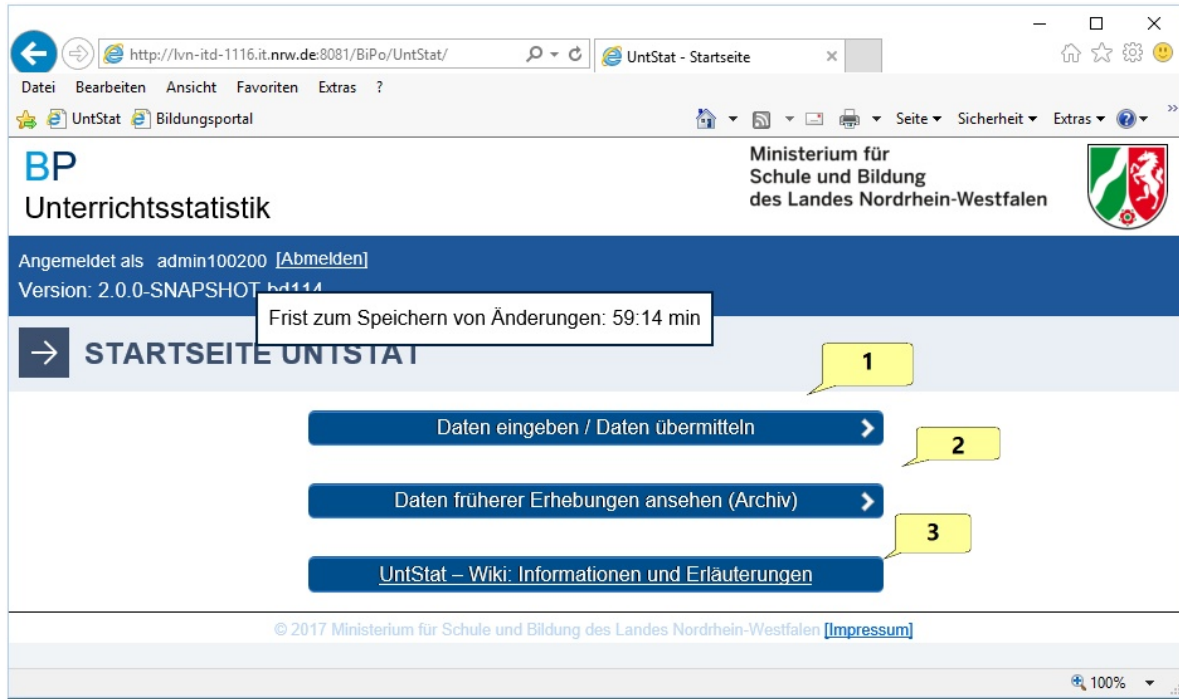 http://lvn-itd-1116.it.nrw.de:8081/BiPo/UntStat/
UntStat - Startseite
Datei Bearbeiten Ansicht Favoriten Extras ?
UntStat Bildungsportal Seite Sicherheit Extras
BP
Unterrichtsstatistik
Ministerium für
Schule und Bildung
des Landes Nordrhein-Westfalen
Angemeldet als admin100200 [Abmelden]
Version: 2.0.0-SNAPSHOT bd114
Frist zum Speichern von Änderungen: 59:14 min
STARTSEITE UNTSTAT
1
Daten eingeben / Daten übermitteln
2
Daten früherer Erhebungen ansehen (Archiv)
3
UntStat – Wiki: Informationen und Erläuterungen
© 2017 Ministerium für Schule und Bildung des Landes Nordrhein-Westfalen [Impressum]
100%